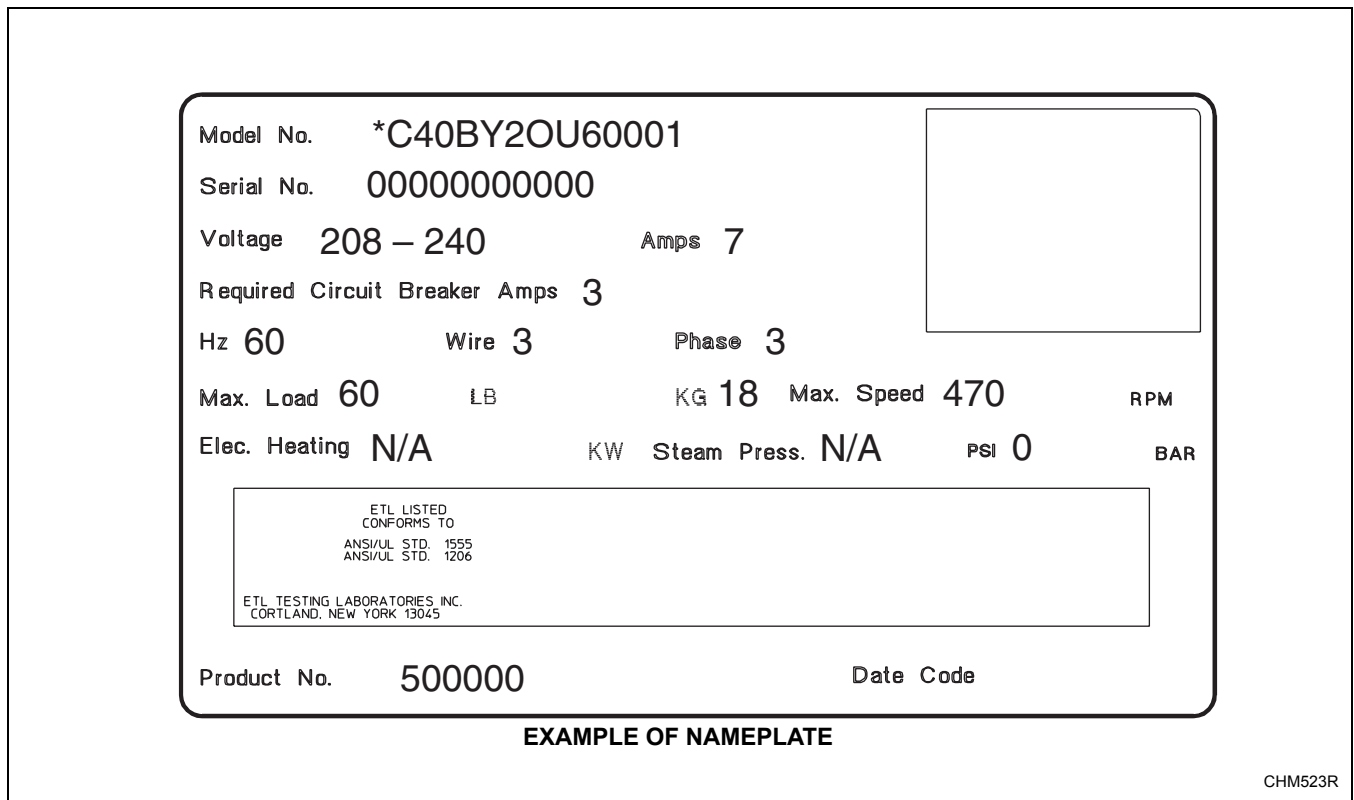 Model No. *C40BY2OU60001
Serial No. 00000000000
Voltage 208 – 240 Amps 7
Required Circuit Breaker Amps 3
Hz 60 Wire 3 Phase 3
Max. Load 60 LB KG 18 Max. Speed 470 RPM
Elec. Heating N/A KW Steam Press. N/A PSI 0 BAR
ETL LISTED
CONFORMS TO
ANSI/UL STD. 1555
ANSI/UL STD. 1206
ETL TESTING LABORATORIES INC.
CORTLAND, NEW YORK 13045
Product No. 500000 Date Code
EXAMPLE OF NAMEPLATE
CHM523R